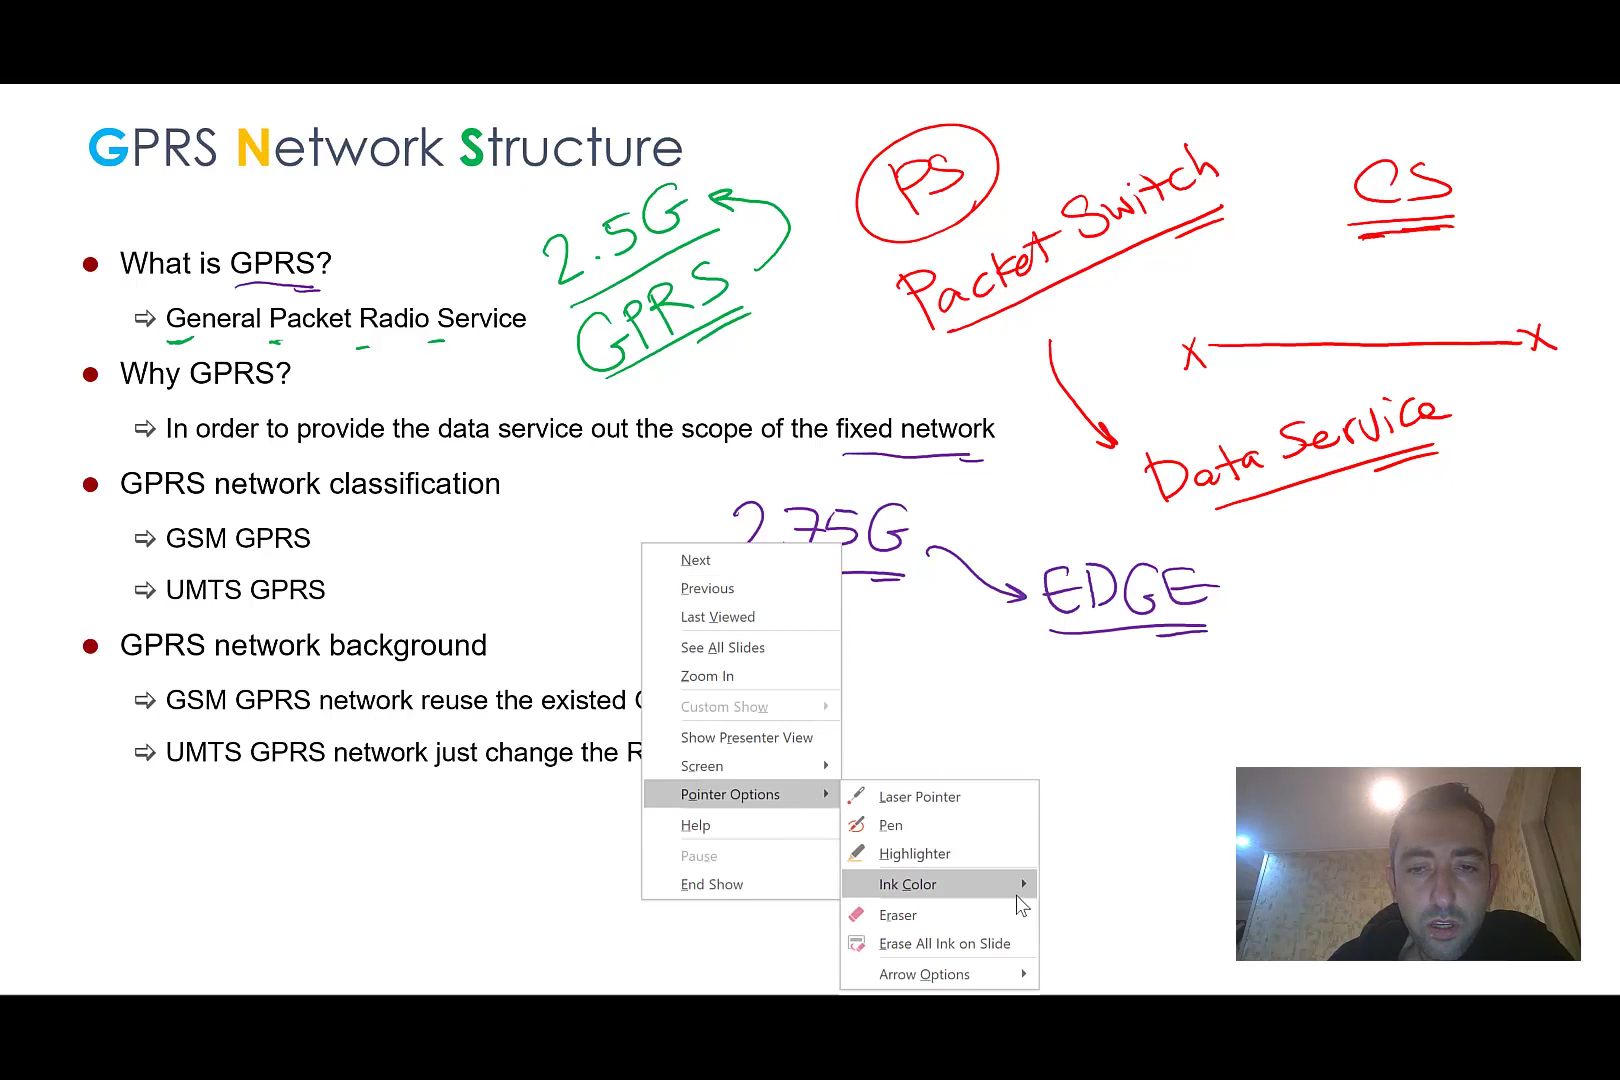 GPRS Network Structure
PS
Packet Switch
CS
2.5G
GPRS
What is GPRS?
General Packet Radio Service
X X
Why GPRS?
In order to provide the data service out the scope of the fixed network
Data Service
GPRS network classification
2.75G
GSM GPRS
EDGE
UMTS GPRS
GPRS network background
GSM GPRS network reuse the existed
UMTS GPRS network just change the R
Next
Previous
Last Viewed
See All Slides
Zoom In
Custom Show
Show Presenter View
Screen
Pointer Options
Help
Pause
End Show
Laser Pointer
Pen
Highlighter
Ink Color
Eraser
Erase All Ink on Slide
Arrow Options